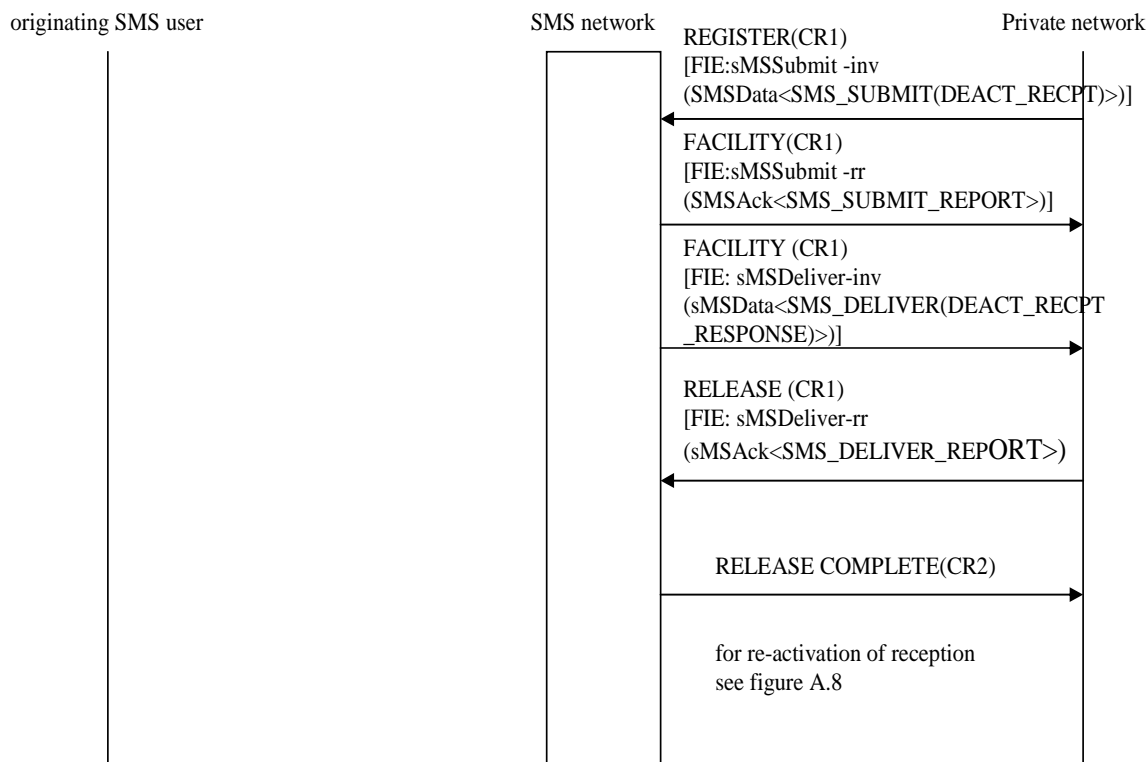 originating SMS user
SMS network
Private network
REGISTER(CR1)
[FIE:sMSSubmit -inv
(SMSData<SMS_SUBMIT(DEACT_RECPT)>)]
FACILITY(CR1)
[FIE:sMSSubmit -rr
(SMSAck<SMS_SUBMIT_REPORT>)]
FACILITY (CR1)
[FIE: sMSDeliver-inv
(sMSData<SMS_DELIVER(DEACT_RECPT
_RESPONSE)>)]
RELEASE (CR1)
[FIE: sMSDeliver-rr
(sMSAck<SMS_DELIVER_REPORT>)
RELEASE COMPLETE(CR2)
for re-activation of reception
see figure A.8